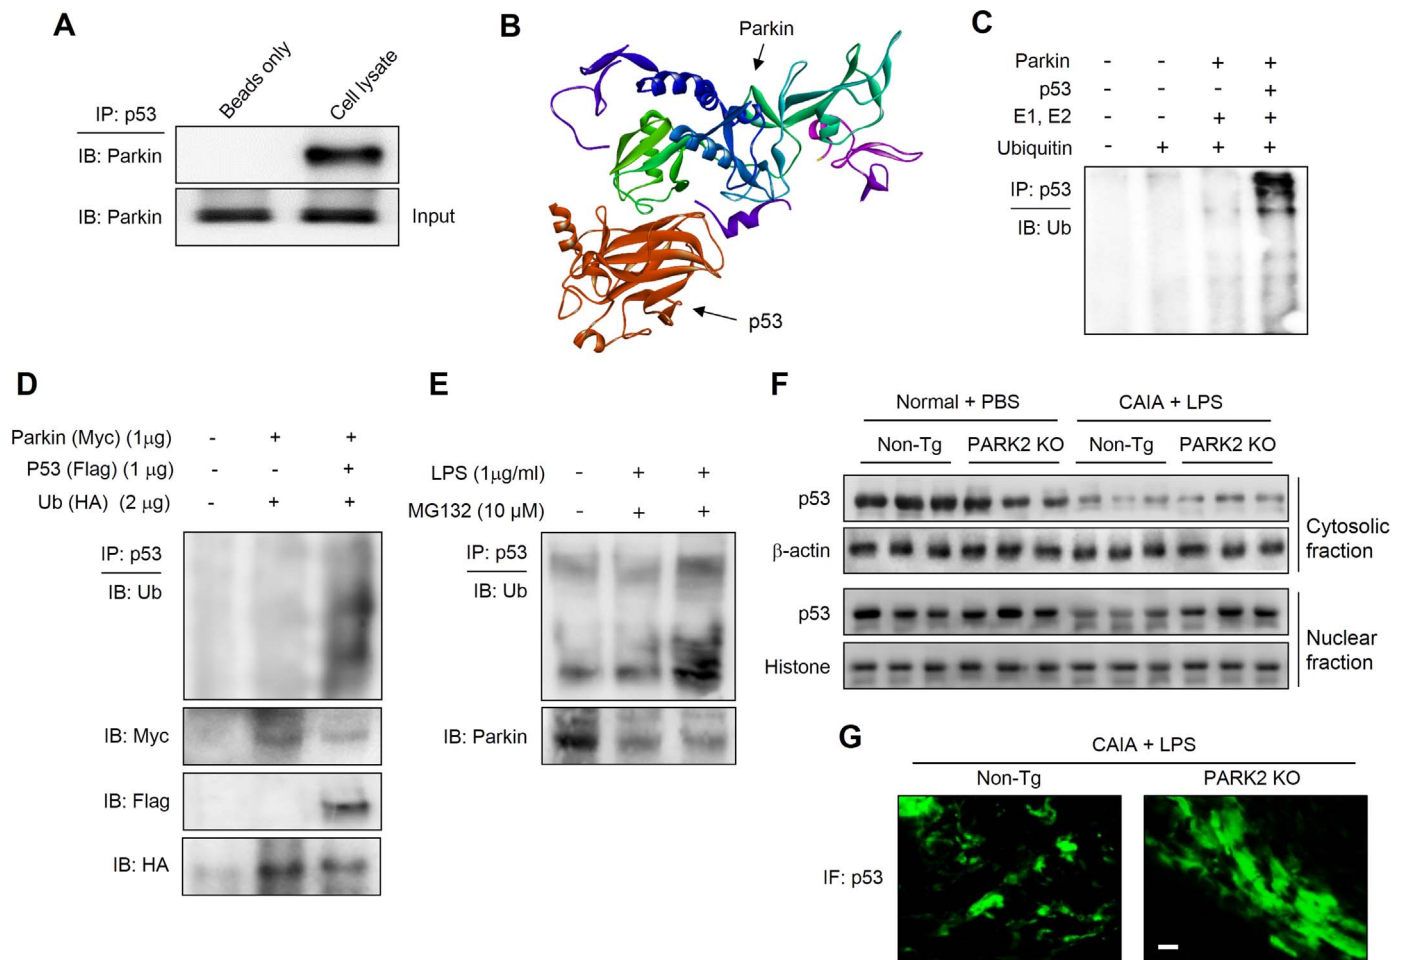 A
Beads only
Cell lysate
IP: p53
IB: Parkin
IB: Parkin
Input
B
Parkin
p53
C
Parkin - - + +
p53 - - - +
E1, E2 - - + +
Ubiquitin - + + +
IP: p53
IB: Ub
D
Parkin (Myc) (1µg) - + +
P53 (Flag) (1 µg) - - +
Ub (HA) (2 µg) - + +
IP: p53
IB: Ub
IB: Myc
IB: Flag
IB: HA
E
LPS (1µg/ml) - + +
MG132 (10 µM) - + +
IP: p53
IB: Ub
IB: Parkin
F
Normal + PBS CAIA + LPS
Non-Tg PARK2 KO Non-Tg PARK2 KO
p53
β-actin
Cytosolic
fraction
p53
Histone
Nuclear
fraction
G
CAIA + LPS
Non-Tg PARK2 KO
IF: p53